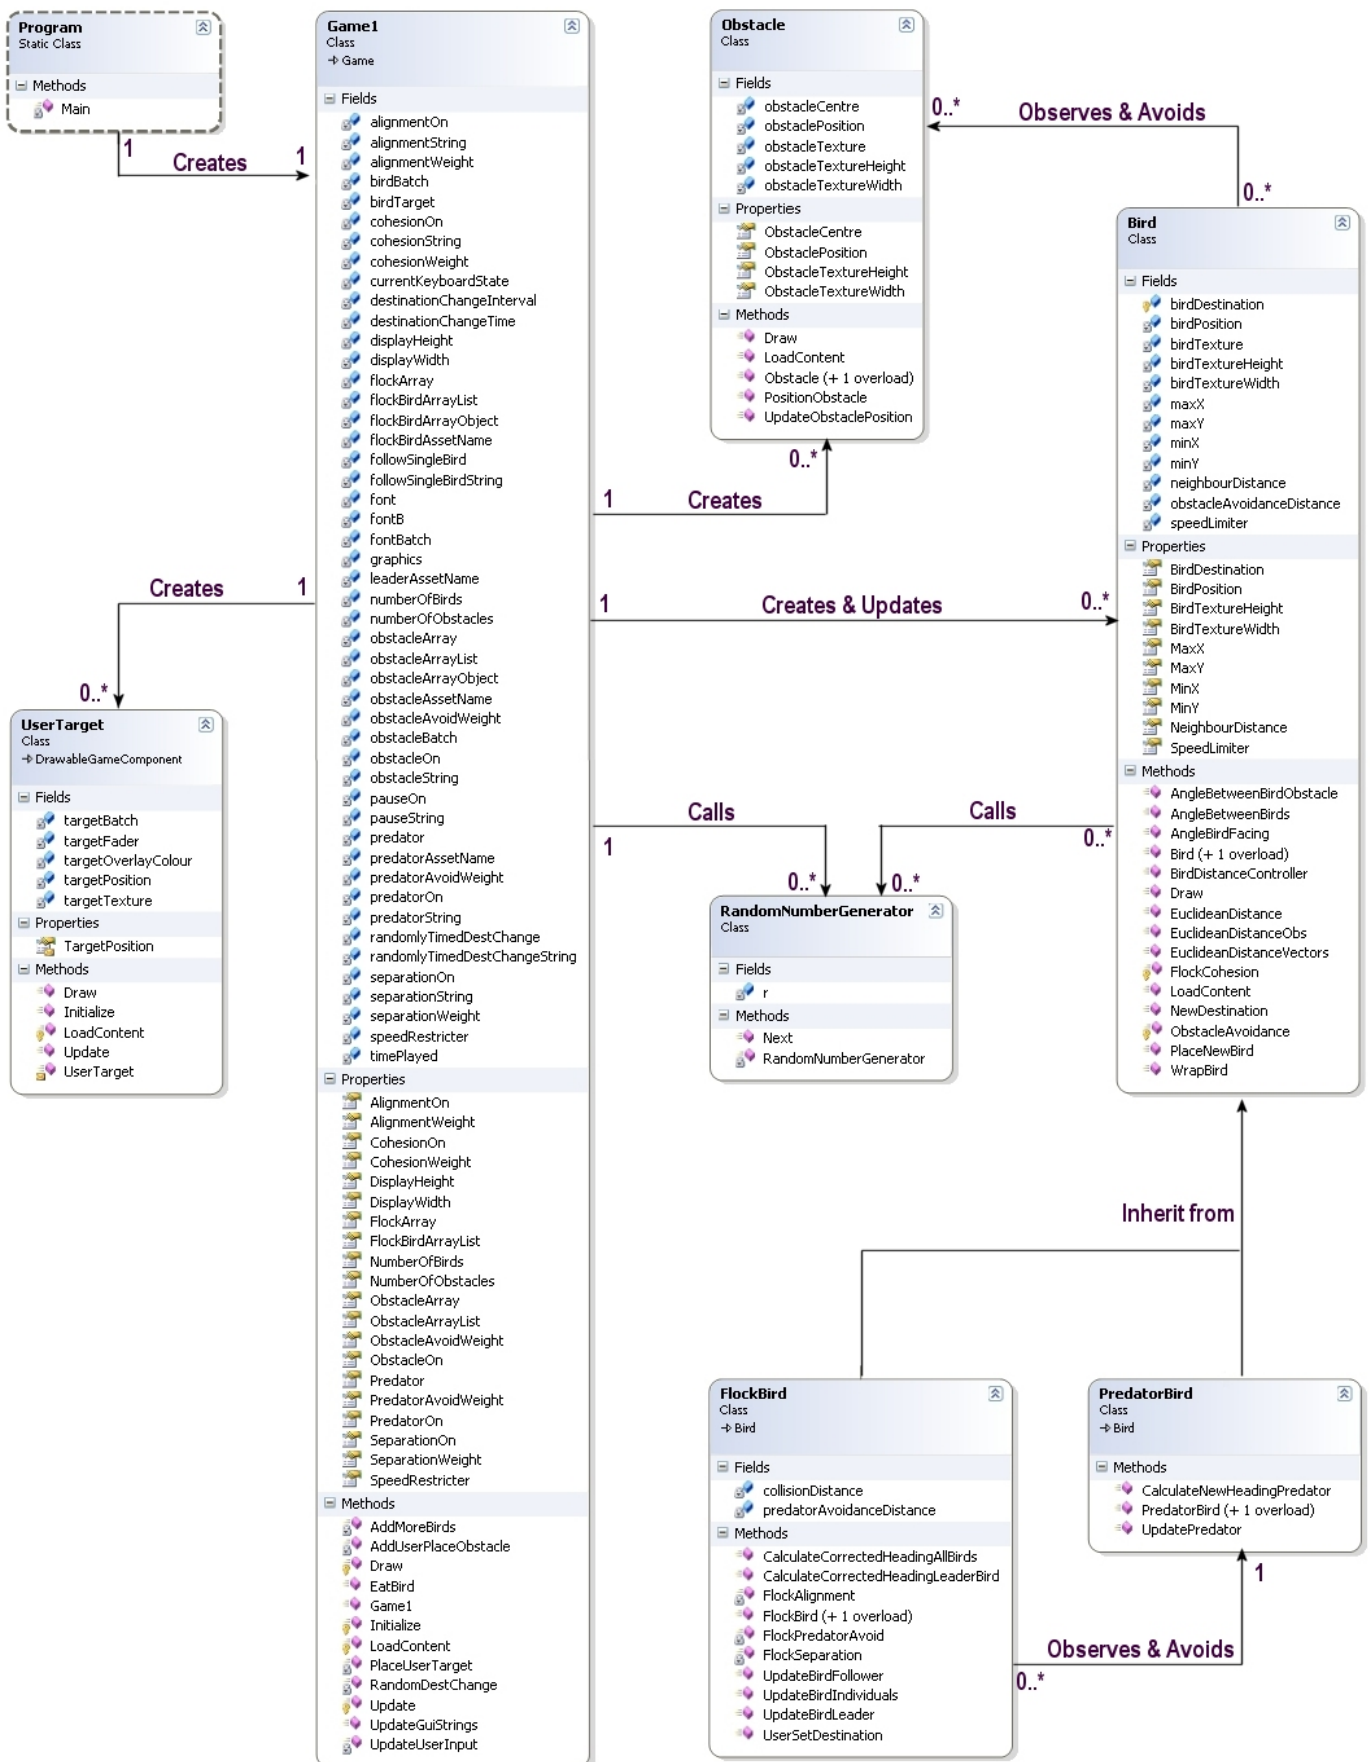 Program
Static Class
Methods
Main
1
Creates
1
Game1
Class
Game
Fields
alignmentOn
alignmentString
alignmentWeight
birdBatch
birdTarget
cohesionOn
cohesionString
cohesionWeight
currentKeyboardState
destinationChangeInterval
destinationChangeTime
displayHeight
displayWidth
flockArray
flockBirdArrayList
flockBirdArrayObject
flockBirdAssetName
followSingleBird
followSingleBirdString
font
fontB
fontBatch
graphics
leaderAssetName
numberOfBirds
numberOfObstacles
obstacleArray
obstacleArrayList
obstacleArrayObject
obstacleAssetName
obstacleAvoidWeight
obstacleBatch
obstacleOn
obstacleString
pauseOn
pauseString
predator
predatorAssetName
predatorAvoidWeight
predatorOn
predatorString
randomlyTimedDestChange
randomlyTimedDestChangeString
separationOn
separationString
separationWeight
speedRestricter
timePlayed
Properties
AlignmentOn
AlignmentWeight
CohesionOn
CohesionWeight
DisplayHeight
DisplayWidth
FlockArray
FlockBirdArrayList
NumberOfBirds
NumberOfObstacles
ObstacleArray
ObstacleArrayList
ObstacleAvoidWeight
ObstacleOn
Predator
PredatorAvoidWeight
PredatorOn
SeparationOn
SeparationWeight
SpeedRestricter
Methods
AddMoreBirds
AddUserPlaceObstacle
Draw
EatBird
Game1
Initialize
LoadContent
PlaceUserTarget
RandomDestChange
Update
UpdateGuiStrings
UpdateUserInput
Creates
1
0..*
UserTarget
Class
DrawableGameComponent
Fields
targetBatch
targetFader
targetOverlayColour
targetPosition
targetTexture
Properties
TargetPosition
Methods
Draw
Initialize
LoadContent
Update
UserTarget
Obstacle
Class
Fields
obstacleCentre
obstaclePosition
obstacleTexture
obstacleTextureHeight
obstacleTextureWidth
Properties
ObstacleCentre
ObstaclePosition
ObstacleTextureHeight
ObstacleTextureWidth
Methods
Draw
LoadContent
Obstacle (+ 1 overload)
PositionObstacle
UpdateObstaclePosition
0..*
Observes & Avoids
0..*
0..*
1
Creates
1
Creates & Updates
0..*
Bird
Class
Fields
birdDestination
birdPosition
birdTexture
birdTextureHeight
birdTextureWidth
maxX
maxY
minX
minY
neighbourDistance
obstacleAvoidanceDistance
speedLimiter
Properties
BirdDestination
BirdPosition
BirdTextureHeight
BirdTextureWidth
MaxX
MaxY
MinX
MinY
NeighbourDistance
SpeedLimiter
Methods
AngleBetweenBirdObstacle
AngleBetweenBirds
AngleBirdFacing
Bird (+ 1 overload)
BirdDistanceController
Draw
EuclideanDistance
EuclideanDistanceObs
EuclideanDistanceVectors
FlockCohesion
LoadContent
NewDestination
ObstacleAvoidance
PlaceNewBird
WrapBird
Calls
1
0..*
Calls
0..*
0..*
RandomNumberGenerator
Class
Fields
r
Methods
Next
RandomNumberGenerator
Inherit from
FlockBird
Class
Bird
Fields
collisionDistance
predatorAvoidanceDistance
Methods
CalculateCorrectedHeadingAllBirds
CalculateCorrectedHeadingLeaderBird
FlockAlignment
FlockBird (+ 1 overload)
FlockPredatorAvoid
FlockSeparation
UpdateBirdFollower
UpdateBirdIndividuals
UpdateBirdLeader
UserSetDestination
PredatorBird
Class
Bird
Methods
CalculateNewHeadingPredator
PredatorBird (+ 1 overload)
UpdatePredator
1
Observes & Avoids
0..*